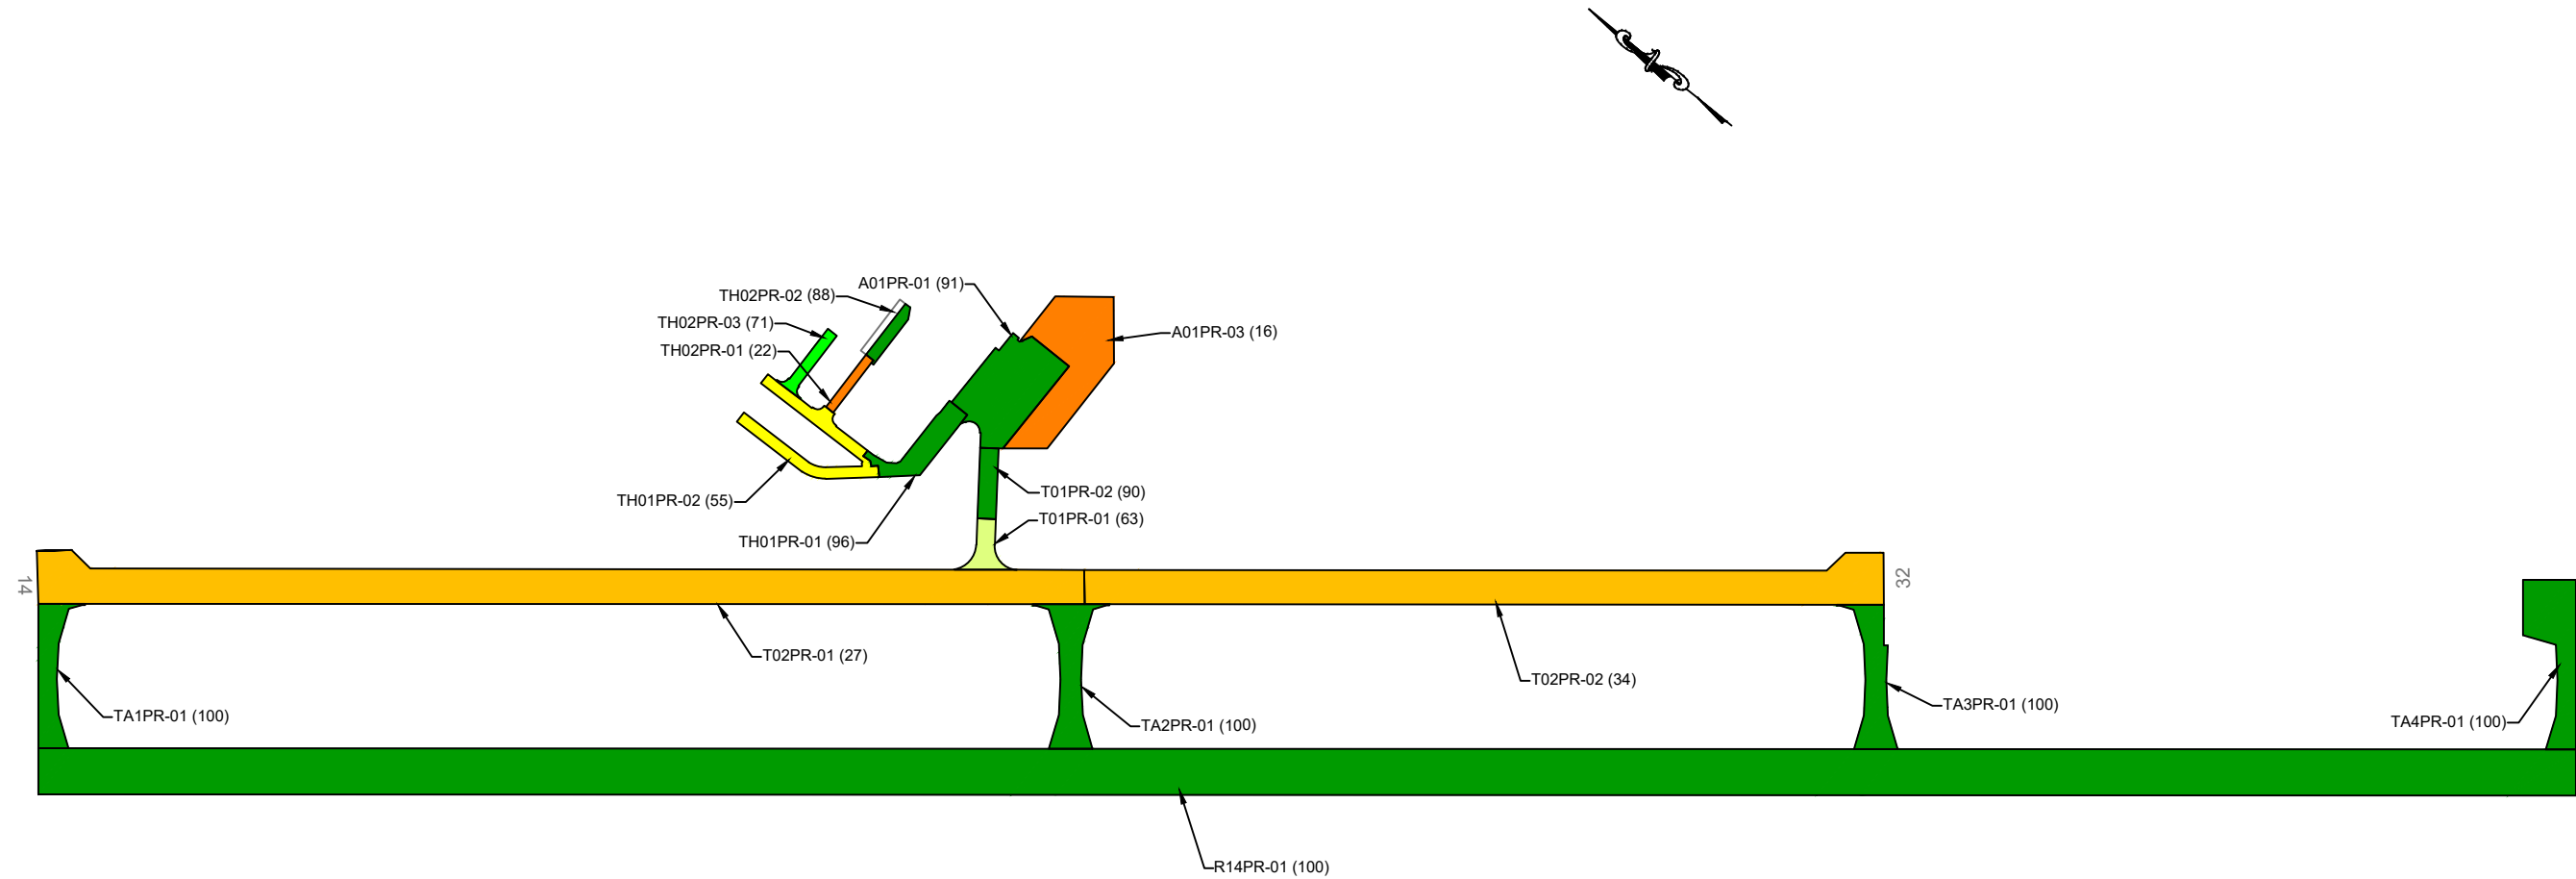 A01PR-01 (91)
TH02PR-02 (88)
TH02PR-03 (71)
A01PR-03 (16)
TH02PR-01 (22)
T01PR-02 (90)
TH01PR-02 (55)
T01PR-01 (63)
TH01PR-01 (96)
14
32
T02PR-01 (27)
T02PR-02 (34)
TA3PR-01 (100)
TA1PR-01 (100)
TA4PR-01 (100)
TA2PR-01 (100)
R14PR-01 (100)